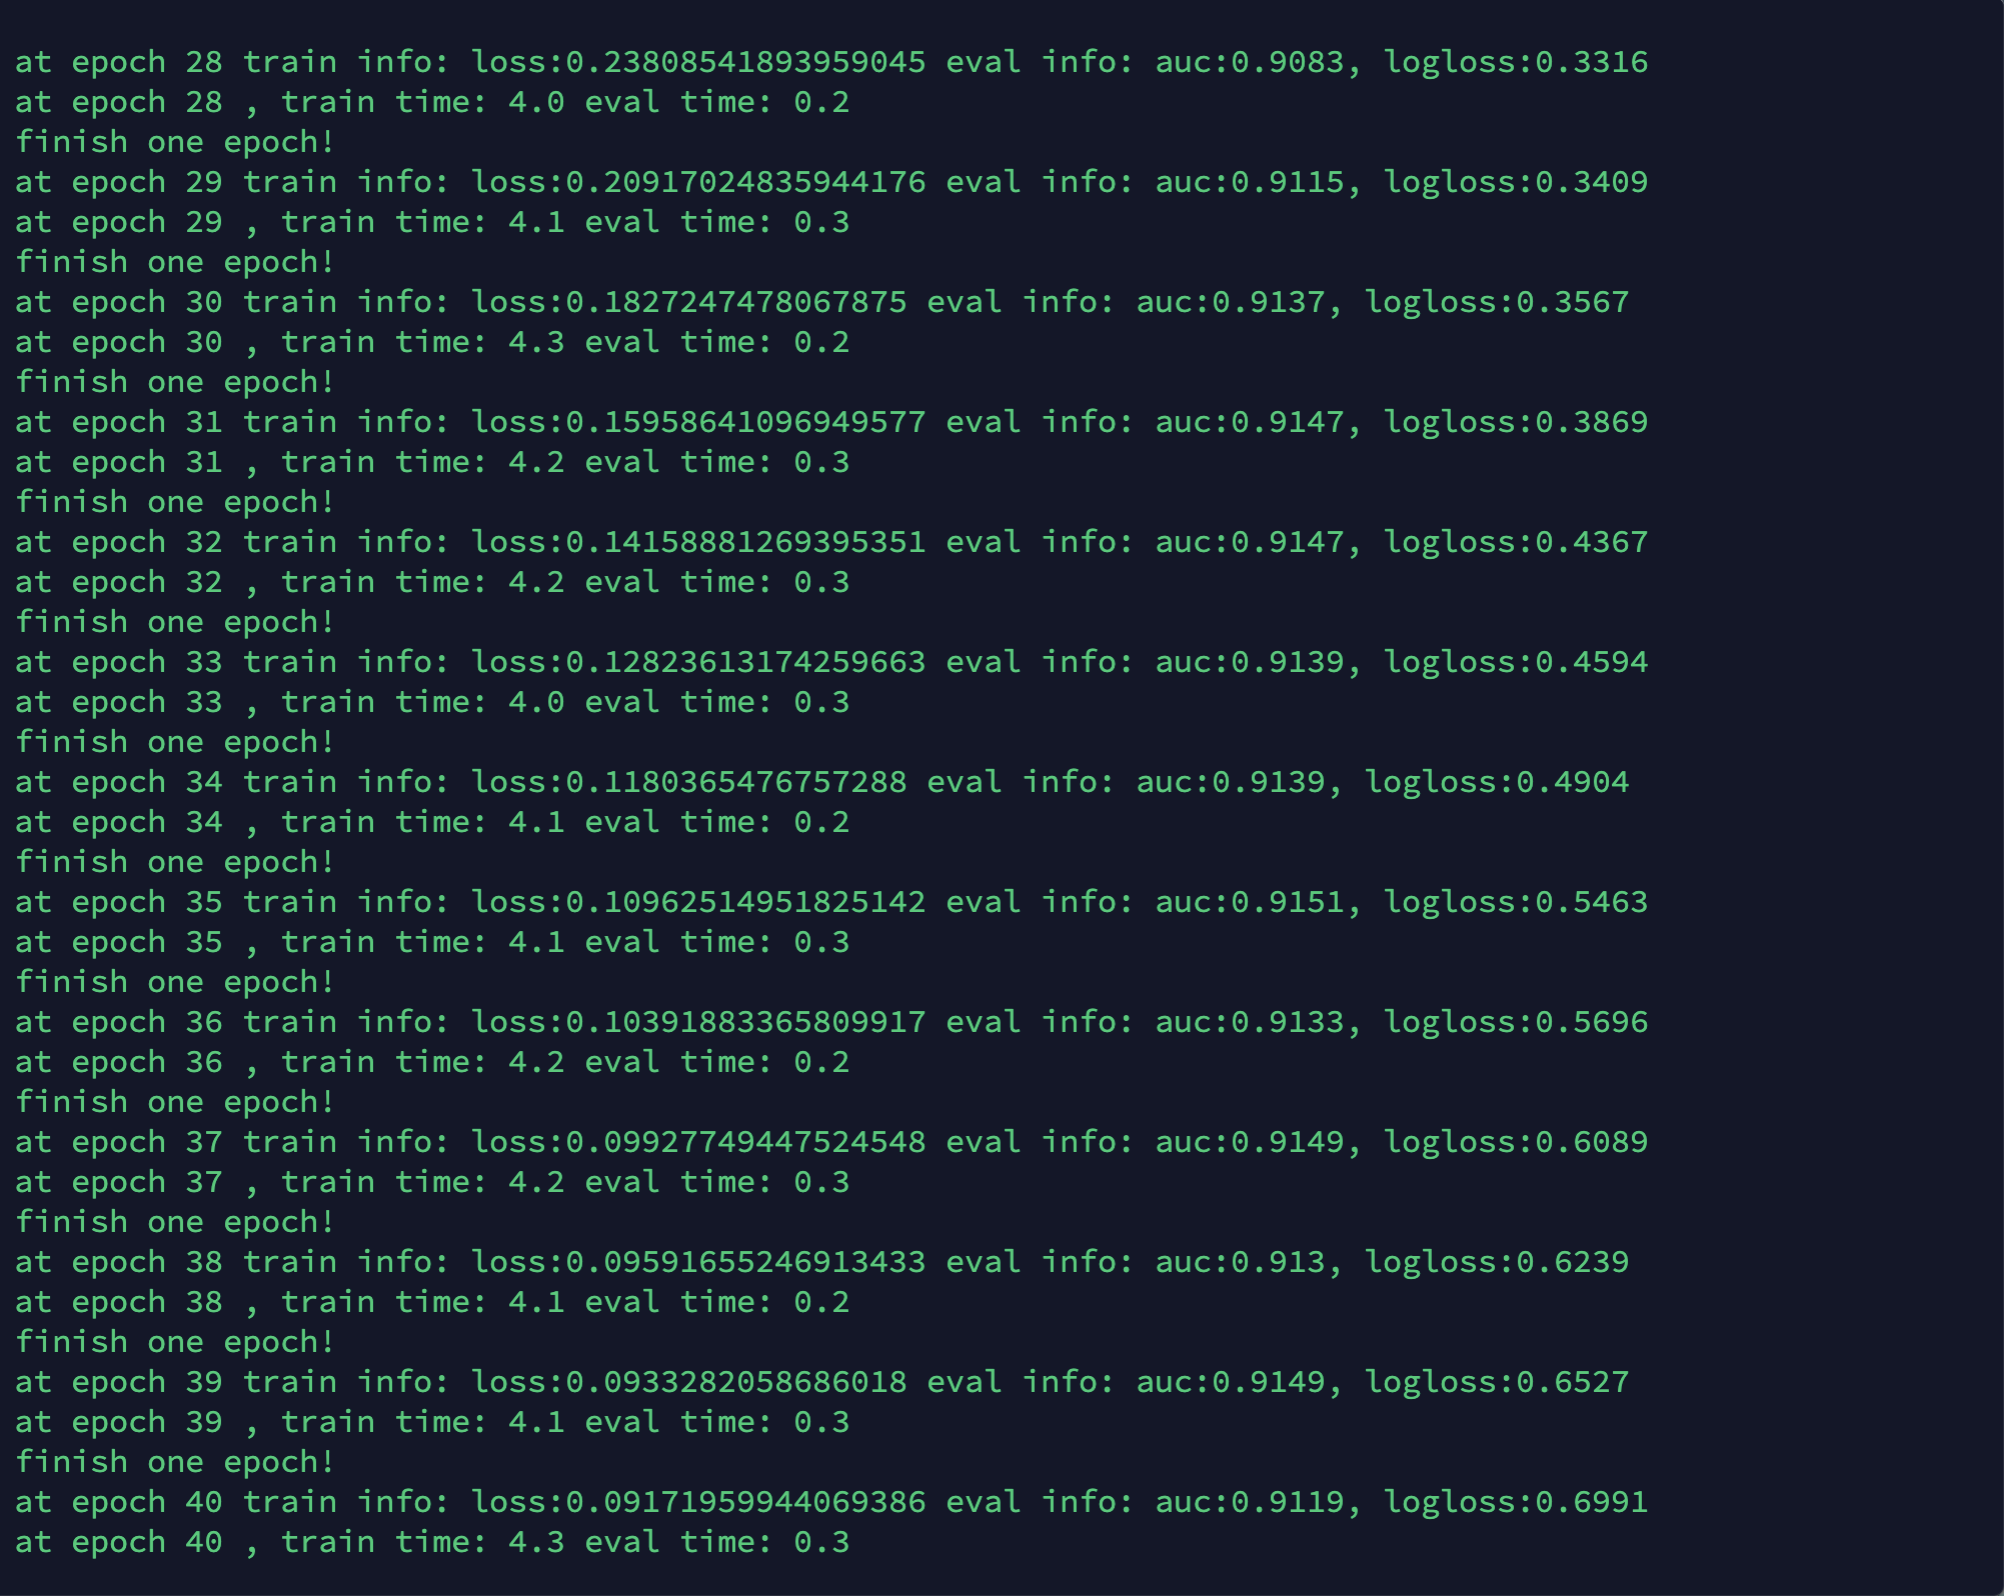 at epoch 28 train info: loss:0.23808541893959045 eval info: auc:0.9083, logloss:0.3316
at epoch 28 , train time: 4.0 eval time: 0.2
finish one epoch!
at epoch 29 train info: loss:0.20917024835944176 eval info: auc:0.9115, logloss:0.3409
at epoch 29 , train time: 4.1 eval time: 0.3
finish one epoch!
at epoch 30 train info: loss:0.1827247478067875 eval info: auc:0.9137, logloss:0.3567
at epoch 30 , train time: 4.3 eval time: 0.2
finish one epoch!
at epoch 31 train info: loss:0.15958641096949577 eval info: auc:0.9147, logloss:0.3869
at epoch 31 , train time: 4.2 eval time: 0.3
finish one epoch!
at epoch 32 train info: loss:0.14158881269395351 eval info: auc:0.9147, logloss:0.4367
at epoch 32 , train time: 4.2 eval time: 0.3
finish one epoch!
at epoch 33 train info: loss:0.12823613174259663 eval info: auc:0.9139, logloss:0.4594
at epoch 33 , train time: 4.0 eval time: 0.3
finish one epoch!
at epoch 34 train info: loss:0.1180365476757288 eval info: auc:0.9139, logloss:0.4904
at epoch 34 , train time: 4.1 eval time: 0.2
finish one epoch!
at epoch 35 train info: loss:0.10962514951825142 eval info: auc:0.9151, logloss:0.5463
at epoch 35 , train time: 4.1 eval time: 0.3
finish one epoch!
at epoch 36 train info: loss:0.10391883365809917 eval info: auc:0.9133, logloss:0.5696
at epoch 36 , train time: 4.2 eval time: 0.2
finish one epoch!
at epoch 37 train info: loss:0.09927749447524548 eval info: auc:0.9149, logloss:0.6089
at epoch 37 , train time: 4.2 eval time: 0.3
finish one epoch!
at epoch 38 train info: loss:0.09591655246913433 eval info: auc:0.913, logloss:0.6239
at epoch 38 , train time: 4.1 eval time: 0.2
finish one epoch!
at epoch 39 train info: loss:0.0933282058686018 eval info: auc:0.9149, logloss:0.6527
at epoch 39 , train time: 4.1 eval time: 0.3
finish one epoch!
at epoch 40 train info: loss:0.09171959944069386 eval info: auc:0.9119, logloss:0.6991
at epoch 40 , train time: 4.3 eval time: 0.3